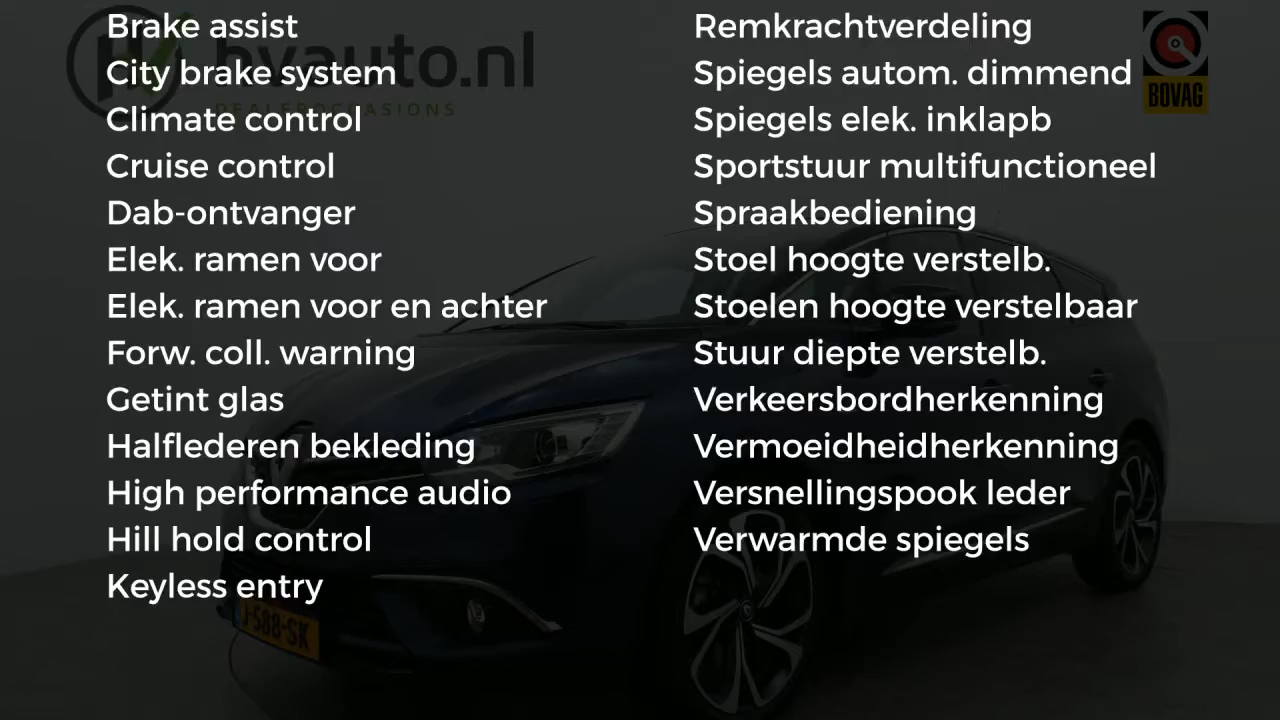 Brake assist
City brake system
Climate control
Cruise control
Dab-ontvanger
Elek. ramen voor
Elek. ramen voor en achter
Forw. coll. warning
Getint glas
Halflederen bekleding
High performance audio
Hill hold control
Keyless entry
Remkrachtverdeling
Spiegels autom. dimmend
Spiegels elek. inklapb
Sportstuur multifunctioneel
Spraakbediening
Stoel hoogte verstelb.
Stoelen hoogte verstelbaar
Stuur diepte verstelb.
Verkeersbordherkenning
Vermoeidheidherkenning
Versnellingspook leder
Verwarmde spiegels
hvauto.nl
DEALEROCCASIONS
BOVAG
J-588-SK